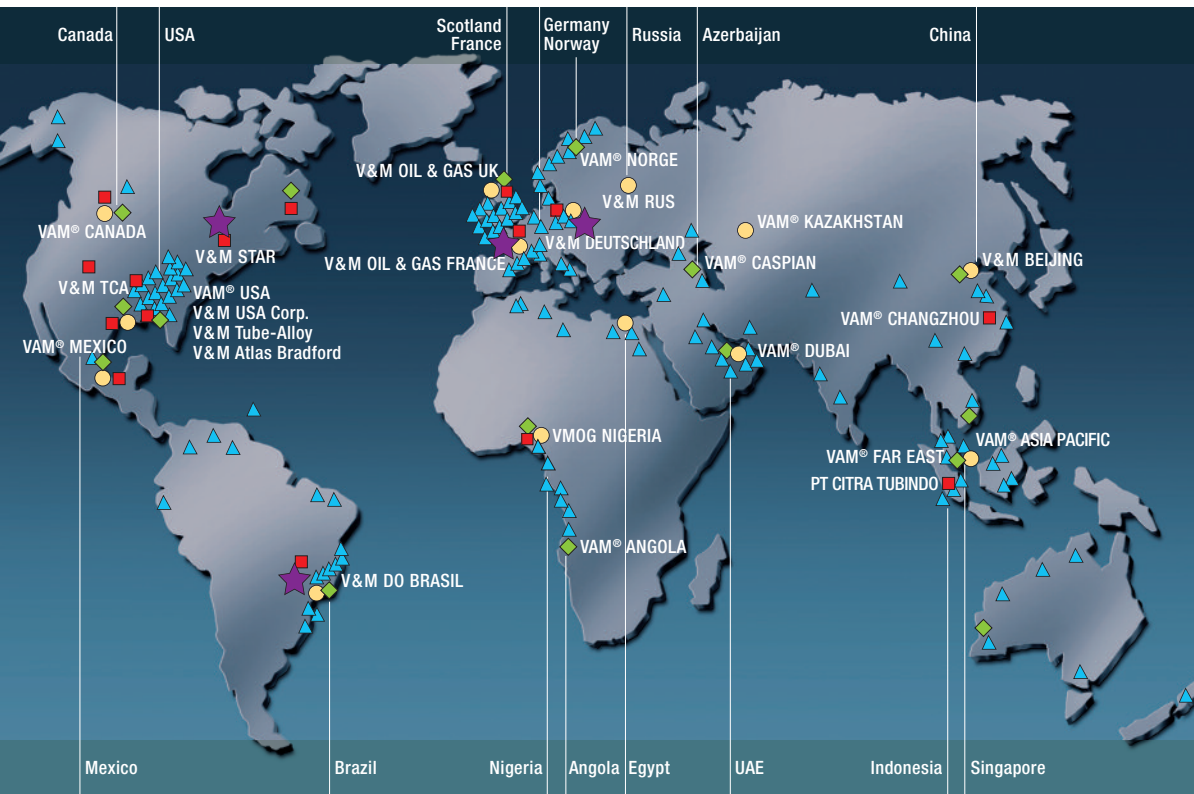 Canada
USA
Scotland
France
Germany
Norway
Russia
Azerbaijan
China
V&M OIL & GAS UK
VAM® NORGE
V&M RUS
VAM® CANADA
V&M STAR
VAM® KAZAKHSTAN
V&M DEUTSCHLAND
V&M OIL & GAS FRANCE
VAM® CASPIAN
V&M BEIJING
V&M TCA
VAM® USA
V&M USA Corp.
V&M Tube-Alloy
V&M Atlas Bradford
VAM® CHANGZHOU
VAM® MEXICO
VAM® DUBAI
VMOG NIGERIA
VAM® ASIA PACIFIC
VAM® FAR EAST
PT CITRA TUBINDO
VAM® ANGOLA
V&M DO BRASIL
Mexico
Brazil
Nigeria
Angola
Egypt
UAE
Indonesia
Singapore